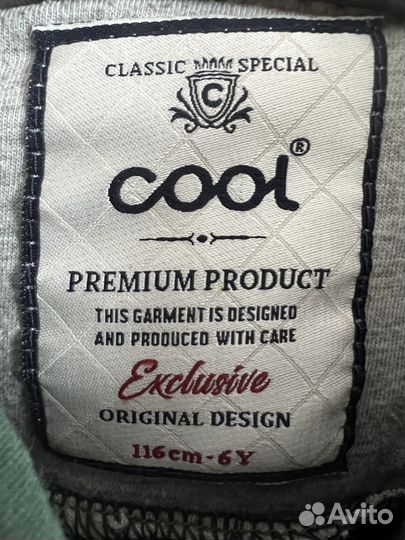 CLASSIC SPECIAL
C
cool®
PREMIUM PRODUCT
THIS GARMENT IS DESIGNED
AND PRODUCED WITH CARE
Exclusive
ORIGINAL DESIGN
116cm-6Y
Avito